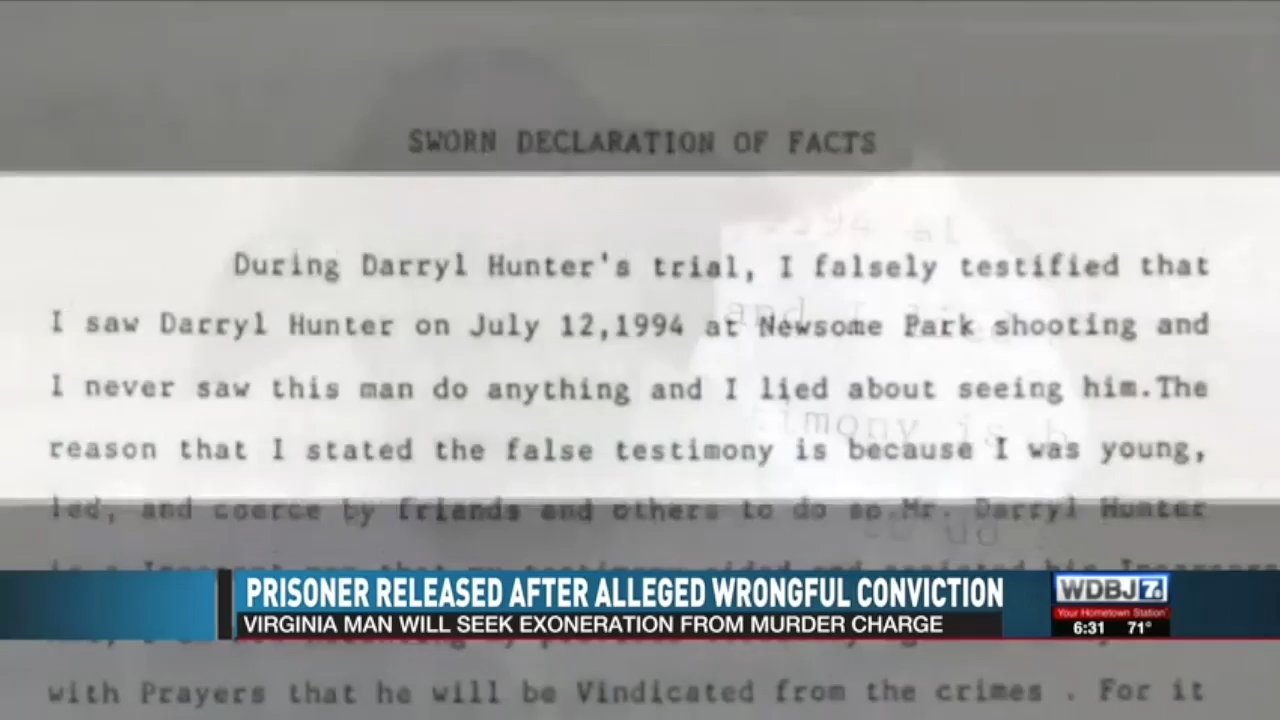 SWORN DECLARATION OF FACTS
During Darryl Hunter's trial, I falsely testified that
I saw Darryl Hunter on July 12,1994 at Newsome Park shooting and
I never saw this man do anything and I lied about seeing him.The
reason that I stated the false testimony is because I was young,
led, and coerce by friends and others to do so.Mr. Darryl Hunter
PRISONER RELEASED AFTER ALLEGED WRONGFUL CONVICTION
VIRGINIA MAN WILL SEEK EXONERATION FROM MURDER CHARGE
WDBJ7
Your Hometown Station
6:31 71°
with Prayers that he will be Vindicated from the crimes . For it